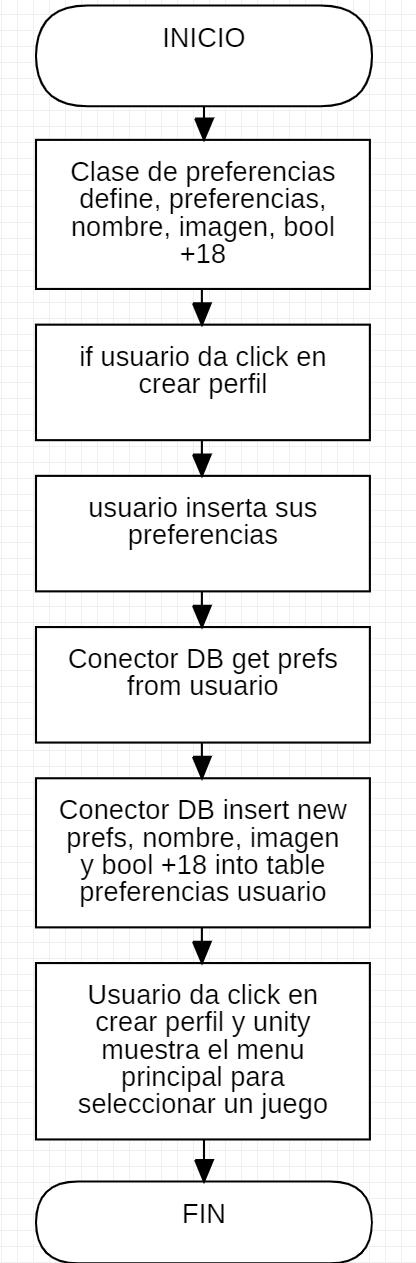 INICIO
Clase de preferencias
define, preferencias,
nombre, imagen, bool
+18
if usuario da click en
crear perfil
usuario inserta sus
preferencias
Conector DB get prefs
from usuario
Conector DB insert new
prefs, nombre, imagen
y bool +18 into table
preferencias usuario
Usuario da click en
crear perfil y unity
muestra el menu
principal para
seleccionar un juego
FIN